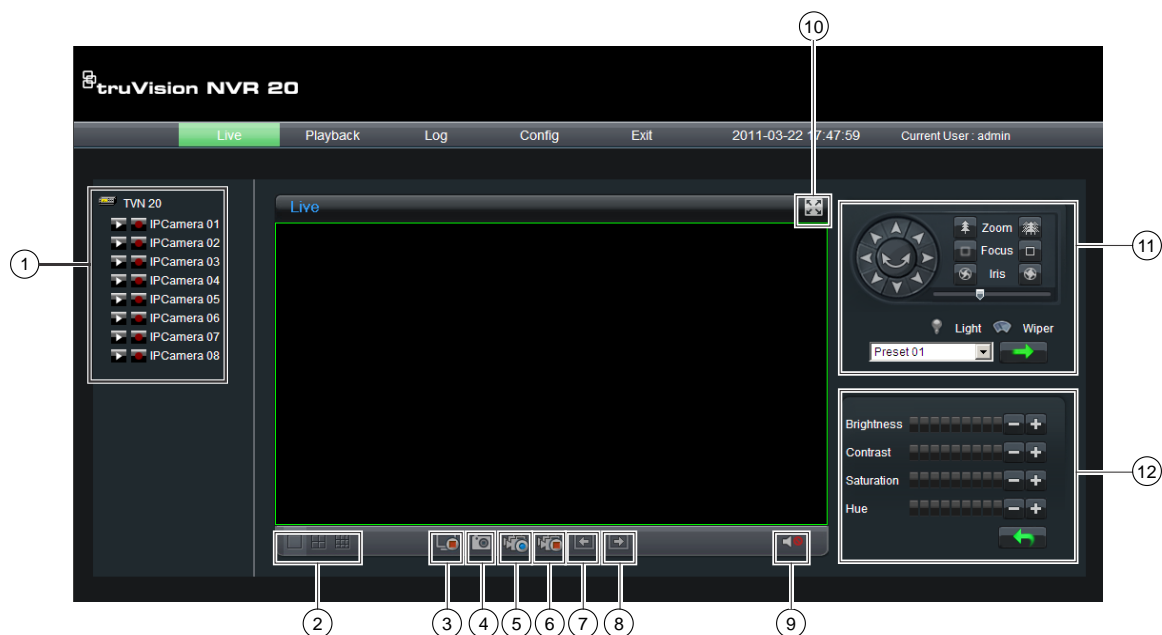 10
truVision NVR 20
Live Playback Log Config Exit 2011-03-22 17:47:59 Current User : admin
TVN 20
IPCamera 01
IPCamera 02
IPCamera 03
IPCamera 04
IPCamera 05
IPCamera 06
IPCamera 07
IPCamera 08
1
Live
Zoom
Focus
Iris
Light Wiper
Preset 01
11
Brightness
Contrast
Saturation
Hue
12
2 3 4 5 6 7 8 9